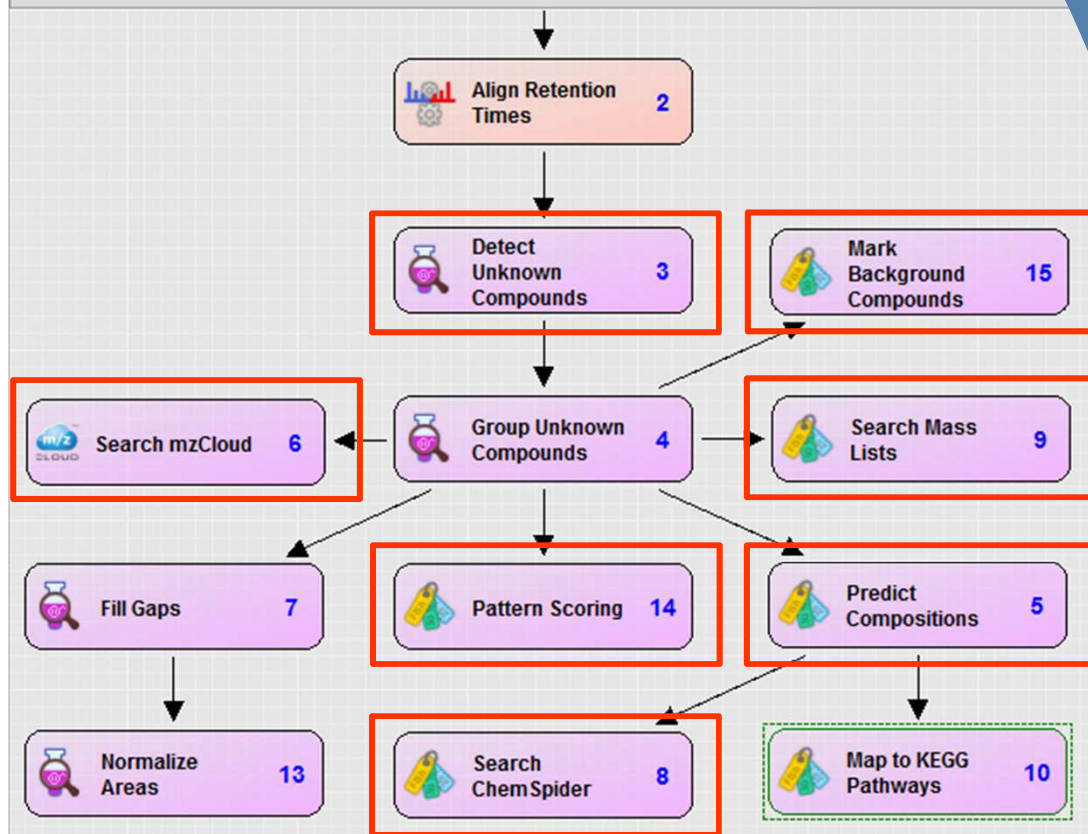 Align Retention
Times
2
Detect
Unknown
Compounds
3
Mark
Background
Compounds
15
m/z
CLOUD
Search mzCloud
6
Group Unknown
Compounds
4
Search Mass
Lists
9
Fill Gaps
7
Pattern Scoring
14
Predict
Compositions
5
Normalize
Areas
13
Search
ChemSpider
8
Map to KEGG
Pathways
10